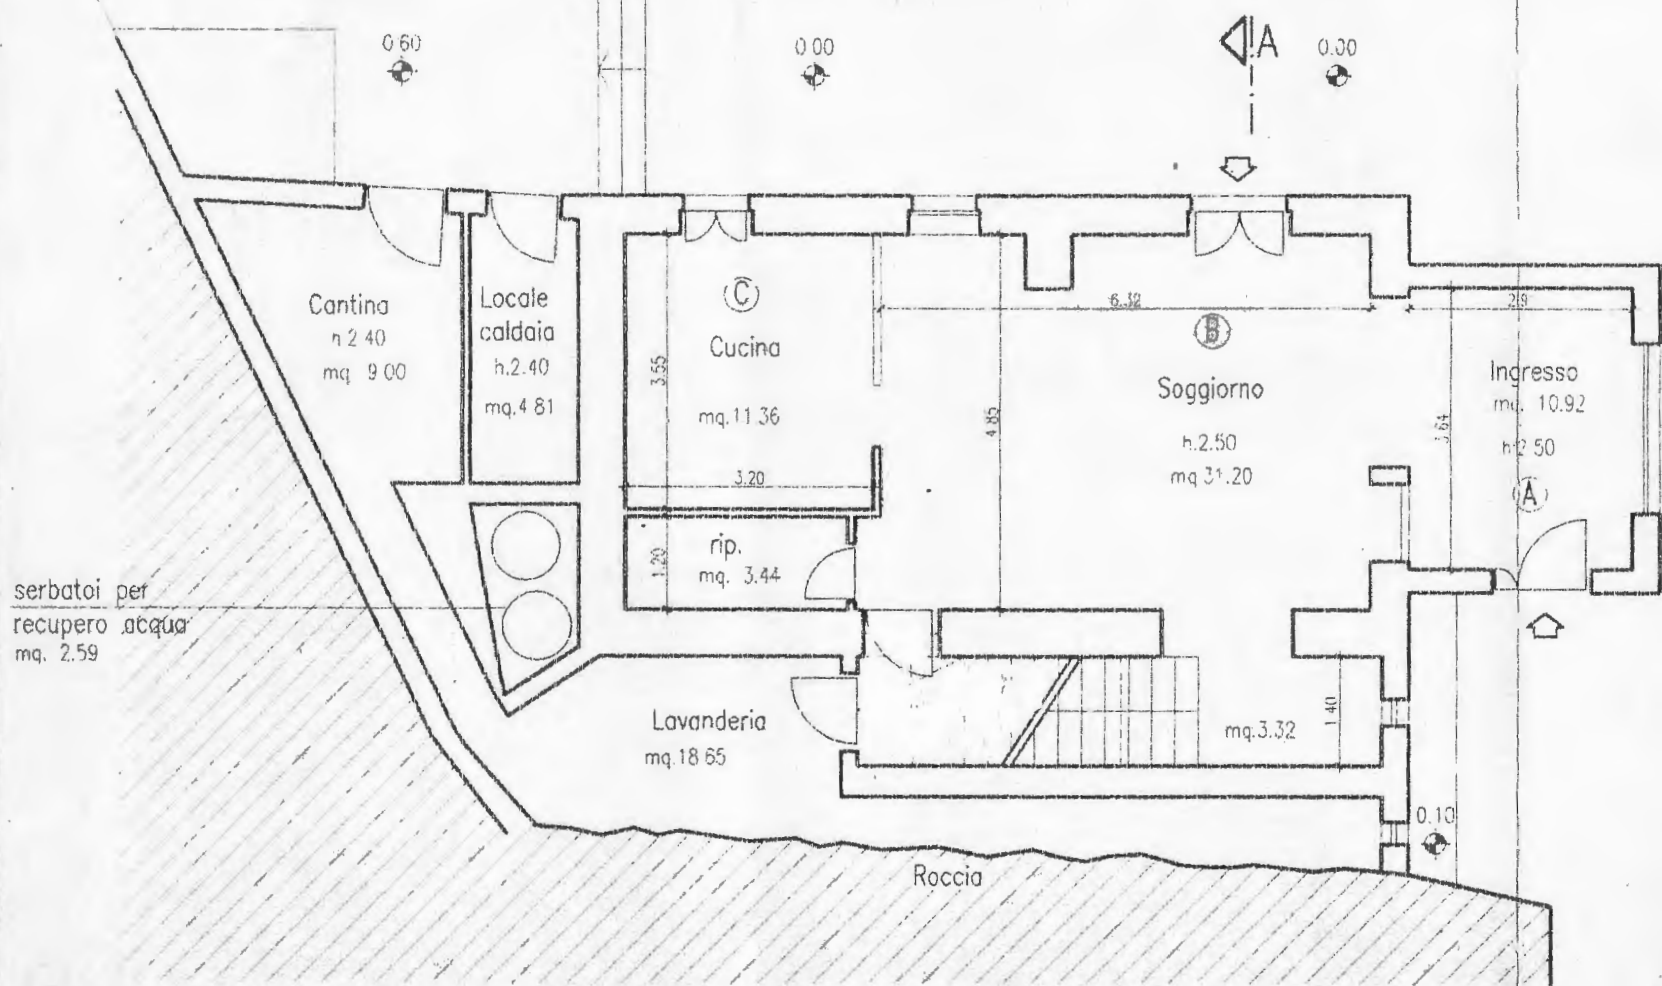 0.60
0.00
A
0.00
Cantina
h.2.40
mq. 9.00
Locale
caldaia
h.2.40
mq.4.81
C
Cucina
mq.11.36
3.55
3.20
6.32
4.85
B
Soggiorno
h.2.50
mq.31.20
2.9
Ingresso
mq. 10.92
h.2.50
A
3.64
rip.
mq. 3.44
1.20
serbatoi per
recupero acqua
mq. 2.59
Lavanderia
mq.18.65
mq.3.32
1.40
0.10
Roccia